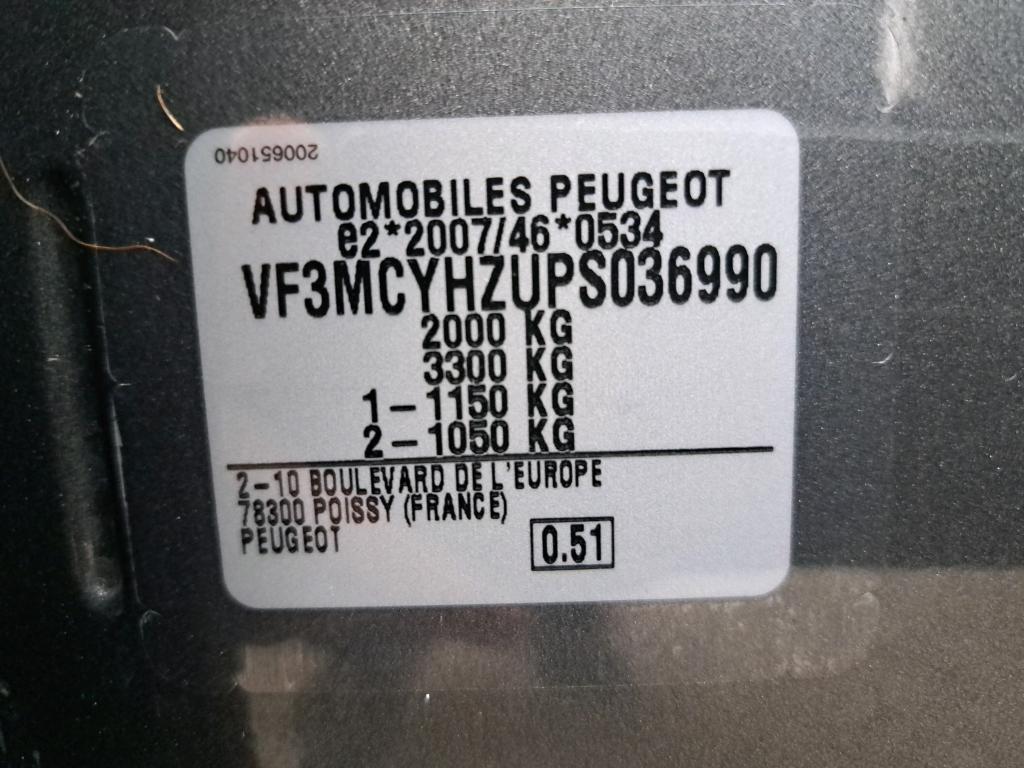 200651040
AUTOMOBILES PEUGEOT
e2*2007/46*0534
VF3MCYHZUPS036990
2000 KG
3300 KG
1-1150 KG
2-1050 KG
2-10 BOULEVARD DE L'EUROPE
78300 POISSY (FRANCE)
PEUGEOT
0.51